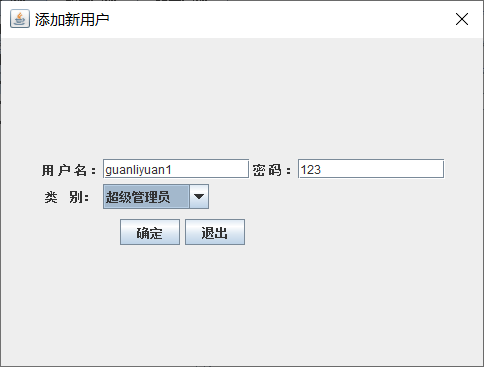 添加新用户
用户名： guanliyuan1 密码： 123
类 别： 超级管理员
确定 退出